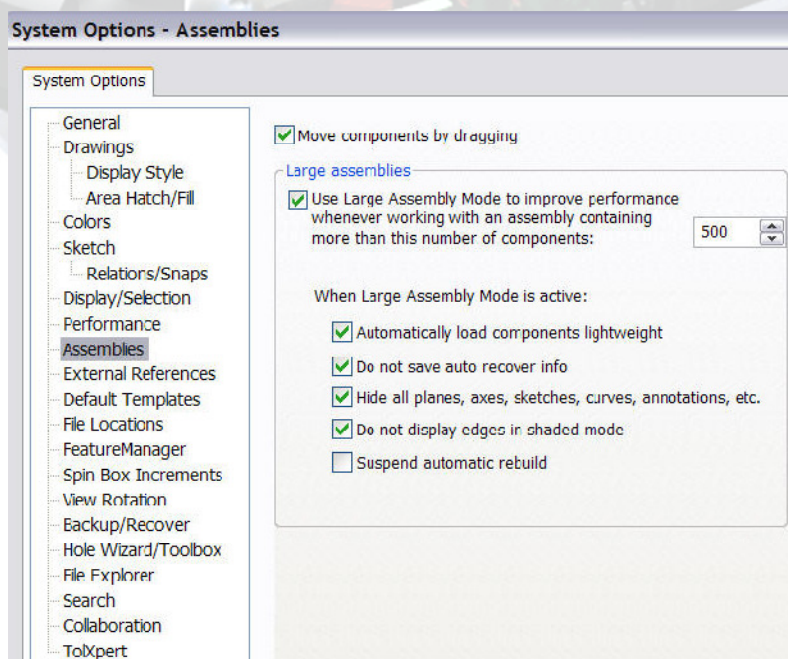 System Options - Assemblies
System Options
General
Drawings
Display Style
Area Hatch/Fill
Colors
Sketch
Relations/Snaps
Display/Selection
Performance
Assemblies
External References
Default Templates
File Locations
FeatureManager
Spin Box Increments
View Rotation
Backup/Recover
Hole Wizard/Toolbox
File Explorer
Search
Collaboration
TolXpert
Move components by dragging
Large assemblies
Use Large Assembly Mode to improve performance
whenever working with an assembly containing
more than this number of components:
500
When Large Assembly Mode is active:
Automatically load components lightweight
Do not save auto recover info
Hide all planes, axes, sketches, curves, annotations, etc.
Do not display edges in shaded mode
Suspend automatic rebuild